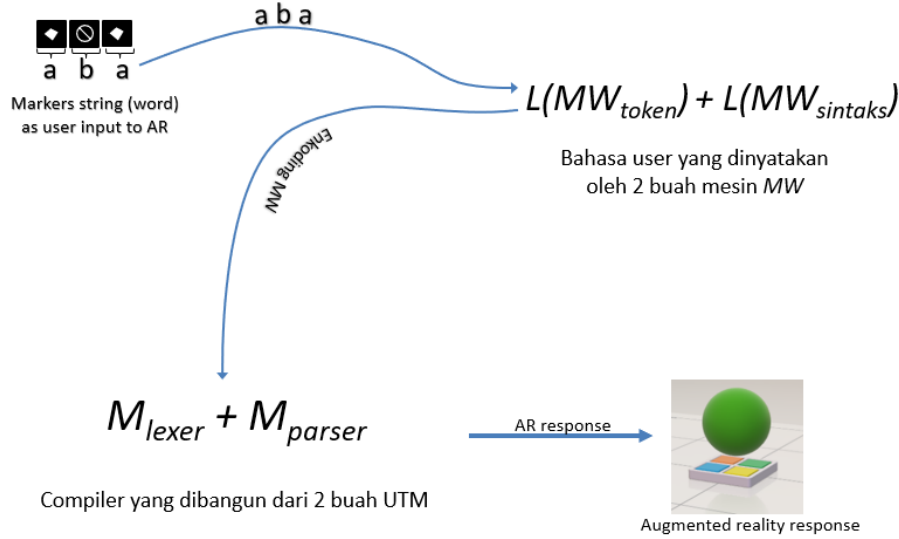 a b a
a b a
Markers string (word)
as user input to AR
L(MWtoken) + L(MWsintaks)
Bahasa user yang dinyatakan
oleh 2 buah mesin MW
Enkoding MW
Mlexer + Mparser
AR response
Compiler yang dibangun dari 2 buah UTM
Augmented reality response